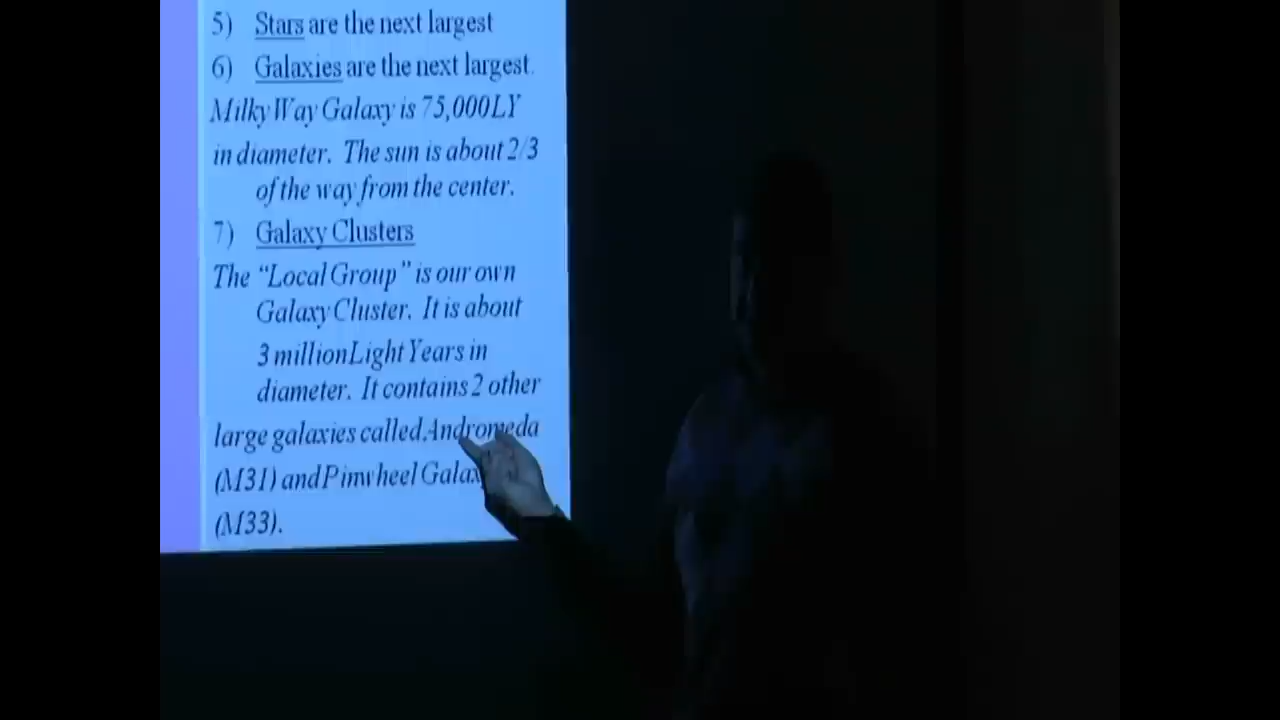 5) Stars are the next largest
6) Galaxies are the next largest.
Milky Way Galaxy is 75,000LY
in diameter. The sun is about 2/3
of the way from the center.
7) Galaxy Clusters
The “Local Group” is our own
Galaxy Cluster. It is about
3 million Light Years in
diameter. It contains 2 other
large galaxies called Andromeda
(M31) and Pinwheel
(M33).